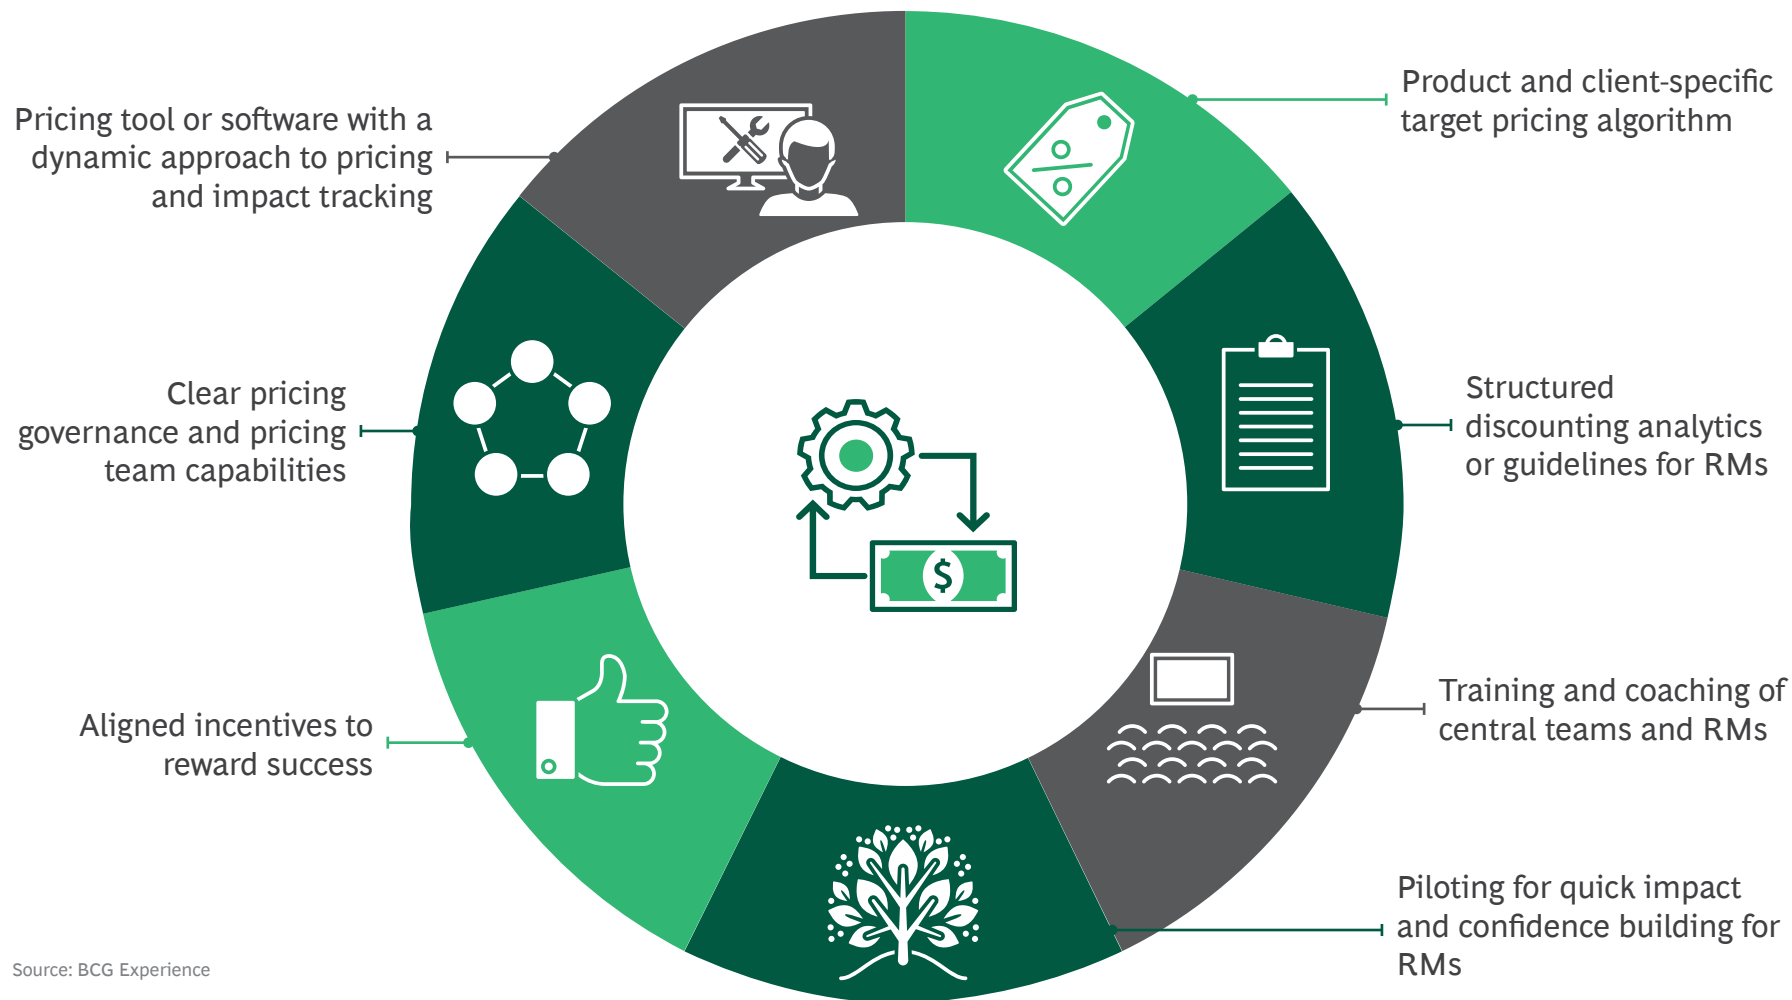 Product and client-specific
target pricing algorithm
Structured
discounting analytics
or guidelines for RMs
Training and coaching of
central teams and RMs
Piloting for quick impact
and confidence building for
RMs
Aligned incentives to
reward success
Clear pricing
governance and pricing
team capabilities
Pricing tool or software with a
dynamic approach to pricing
and impact tracking
$
Source: BCG Experience